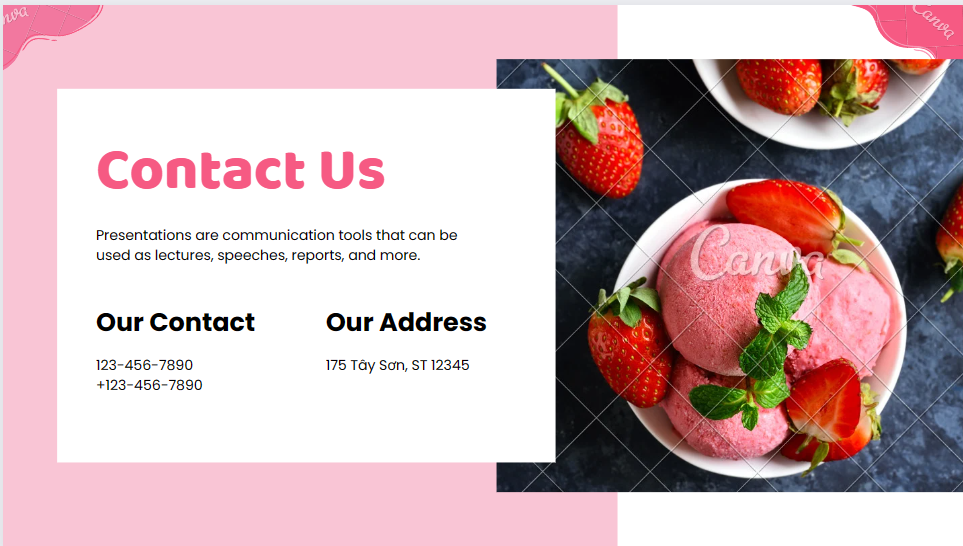 Contact Us
Presentations are communication tools that can be
used as lectures, speeches, reports, and more.
Our Contact
123-456-7890
+123-456-7890
Our Address
175 Tây Sơn, ST 12345
Canva
Canva